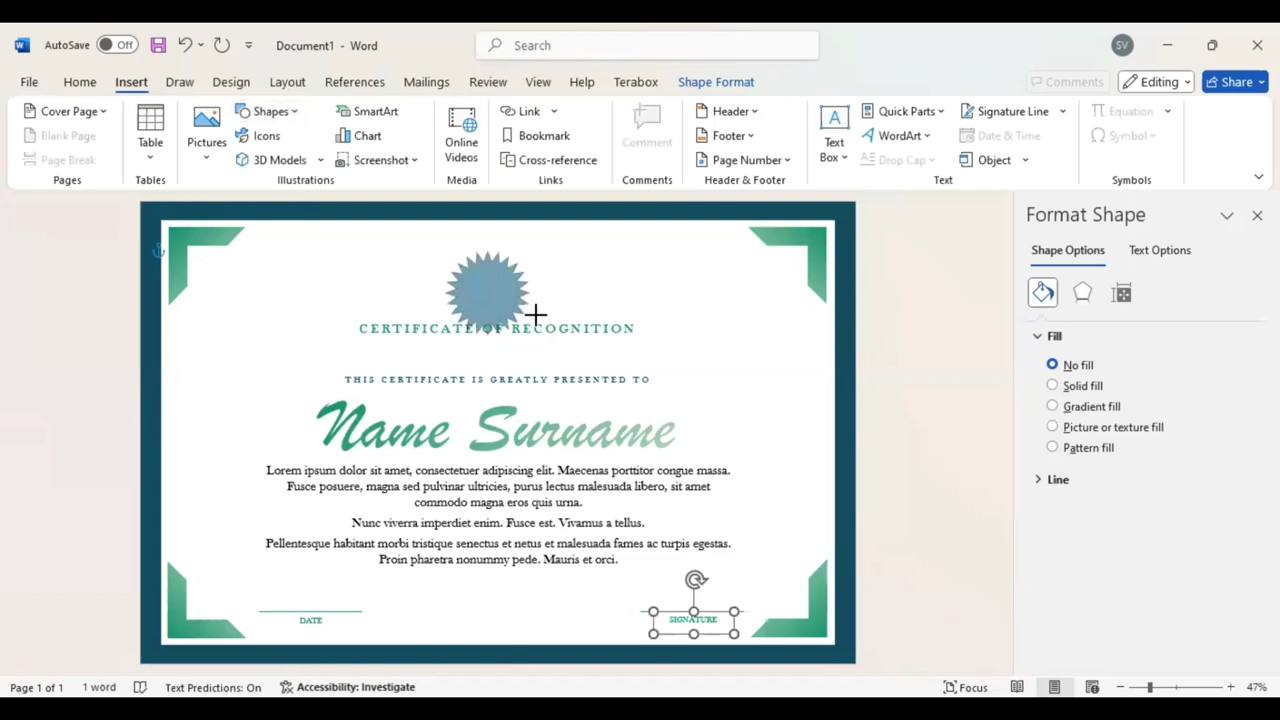 AutoSave Off Document1 - Word Search SV
File Home Insert Draw Design Layout References Mailings Review View Help Terabox Shape Format Comments Editing Share
Cover Page
Blank Page
Page Break
Pages
Table
Tables
Pictures
Shapes
Icons
3D Models
SmartArt
Chart
Screenshot
Illustrations
Online
Videos
Media
Link
Bookmark
Cross-reference
Links
Comment
Comments
Header
Footer
Page Number
Header & Footer
Text
Box
Quick Parts
WordArt
Drop Cap
Signature Line
Date & Time
Object
Text
Equation
Symbol
Symbols
CERTIFICATE OF RECOGNITION
THIS CERTIFICATE IS GREATLY PRESENTED TO
Name Surname
Lorem ipsum dolor sit amet, consectetuer adipiscing elit. Maecenas porttitor congue massa.
Fusce posuere, magna sed pulvinar ultricies, purus lectus malesuada libero, sit amet
commodo magna eros quis urna.
Nunc viverra imperdiet enim. Fusce est. Vivamus a tellus.
Pellentesque habitant morbi tristique senectus et netus et malesuada fames ac turpis egestas.
Proin pharetra nonummy pede. Mauris et orci.
DATE
SIGNATURE
Format Shape
Shape Options Text Options
Fill
No fill
Solid fill
Gradient fill
Picture or texture fill
Pattern fill
Line
Page 1 of 1 1 word Text Predictions: On Accessibility: Investigate Focus 47%